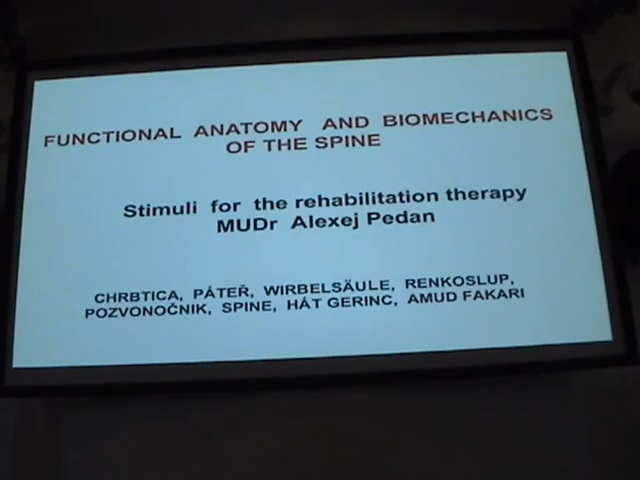 FUNCTIONAL ANATOMY AND BIOMECHANICS
OF THE SPINE
Stimuli for the rehabilitation therapy
MUDr Alexej Pedan
CHRBTICA, PÁTEŘ, WIRBELSÄULE, RENKOSLUP,
POZVONOČNIK, SPINE, HÁT GERINC, AMUD FAKARI